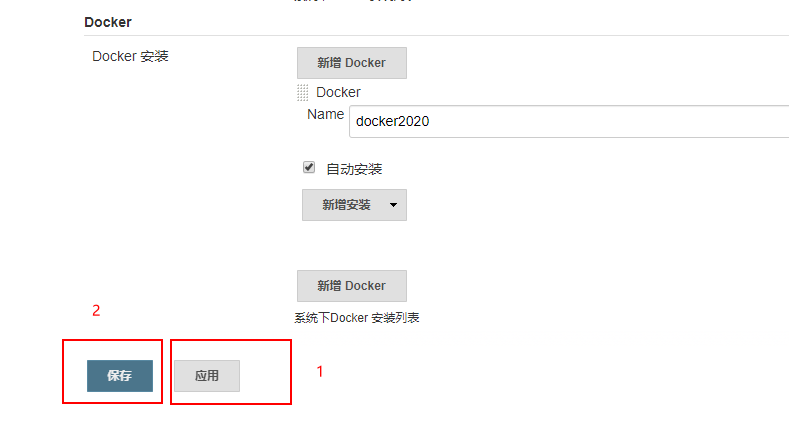 Docker
Docker 安装
新增 Docker
Docker
Name
docker2020
自动安装
新增安装
新增 Docker
系统下Docker 安装列表
2
保存
应用
1